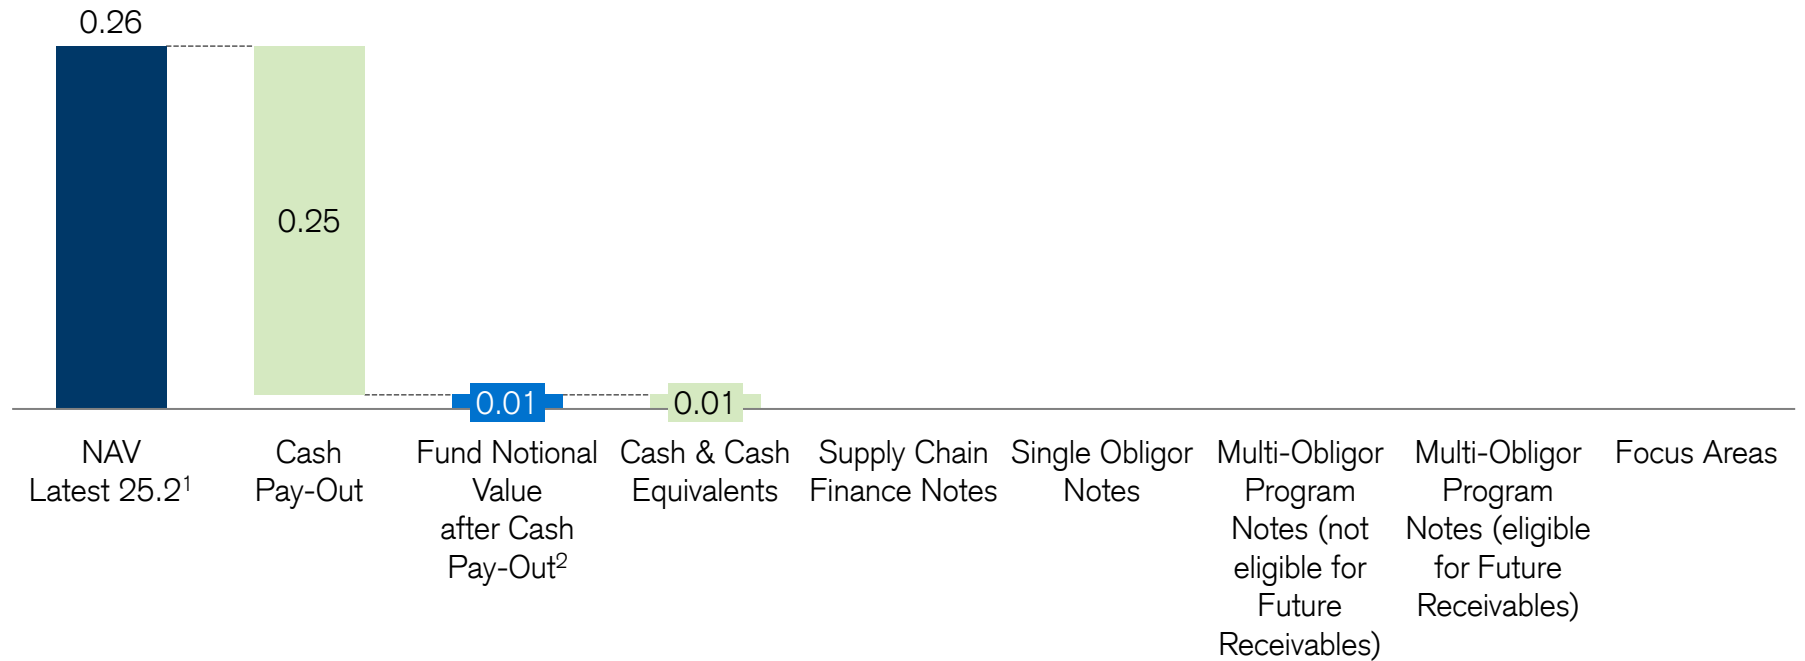 0.26
0.25
0.01
0.01
NAV
Latest 25.2¹
Cash
Pay-Out
Fund Notional
Value
after Cash
Pay-Out²
Cash & Cash
Equivalents
Supply Chain
Finance Notes
Single Obligor
Notes
Multi-Obligor
Program
Notes (not
eligible for
Future
Receivables)
Multi-Obligor
Program
Notes (eligible
for Future
Receivables)
Focus Areas